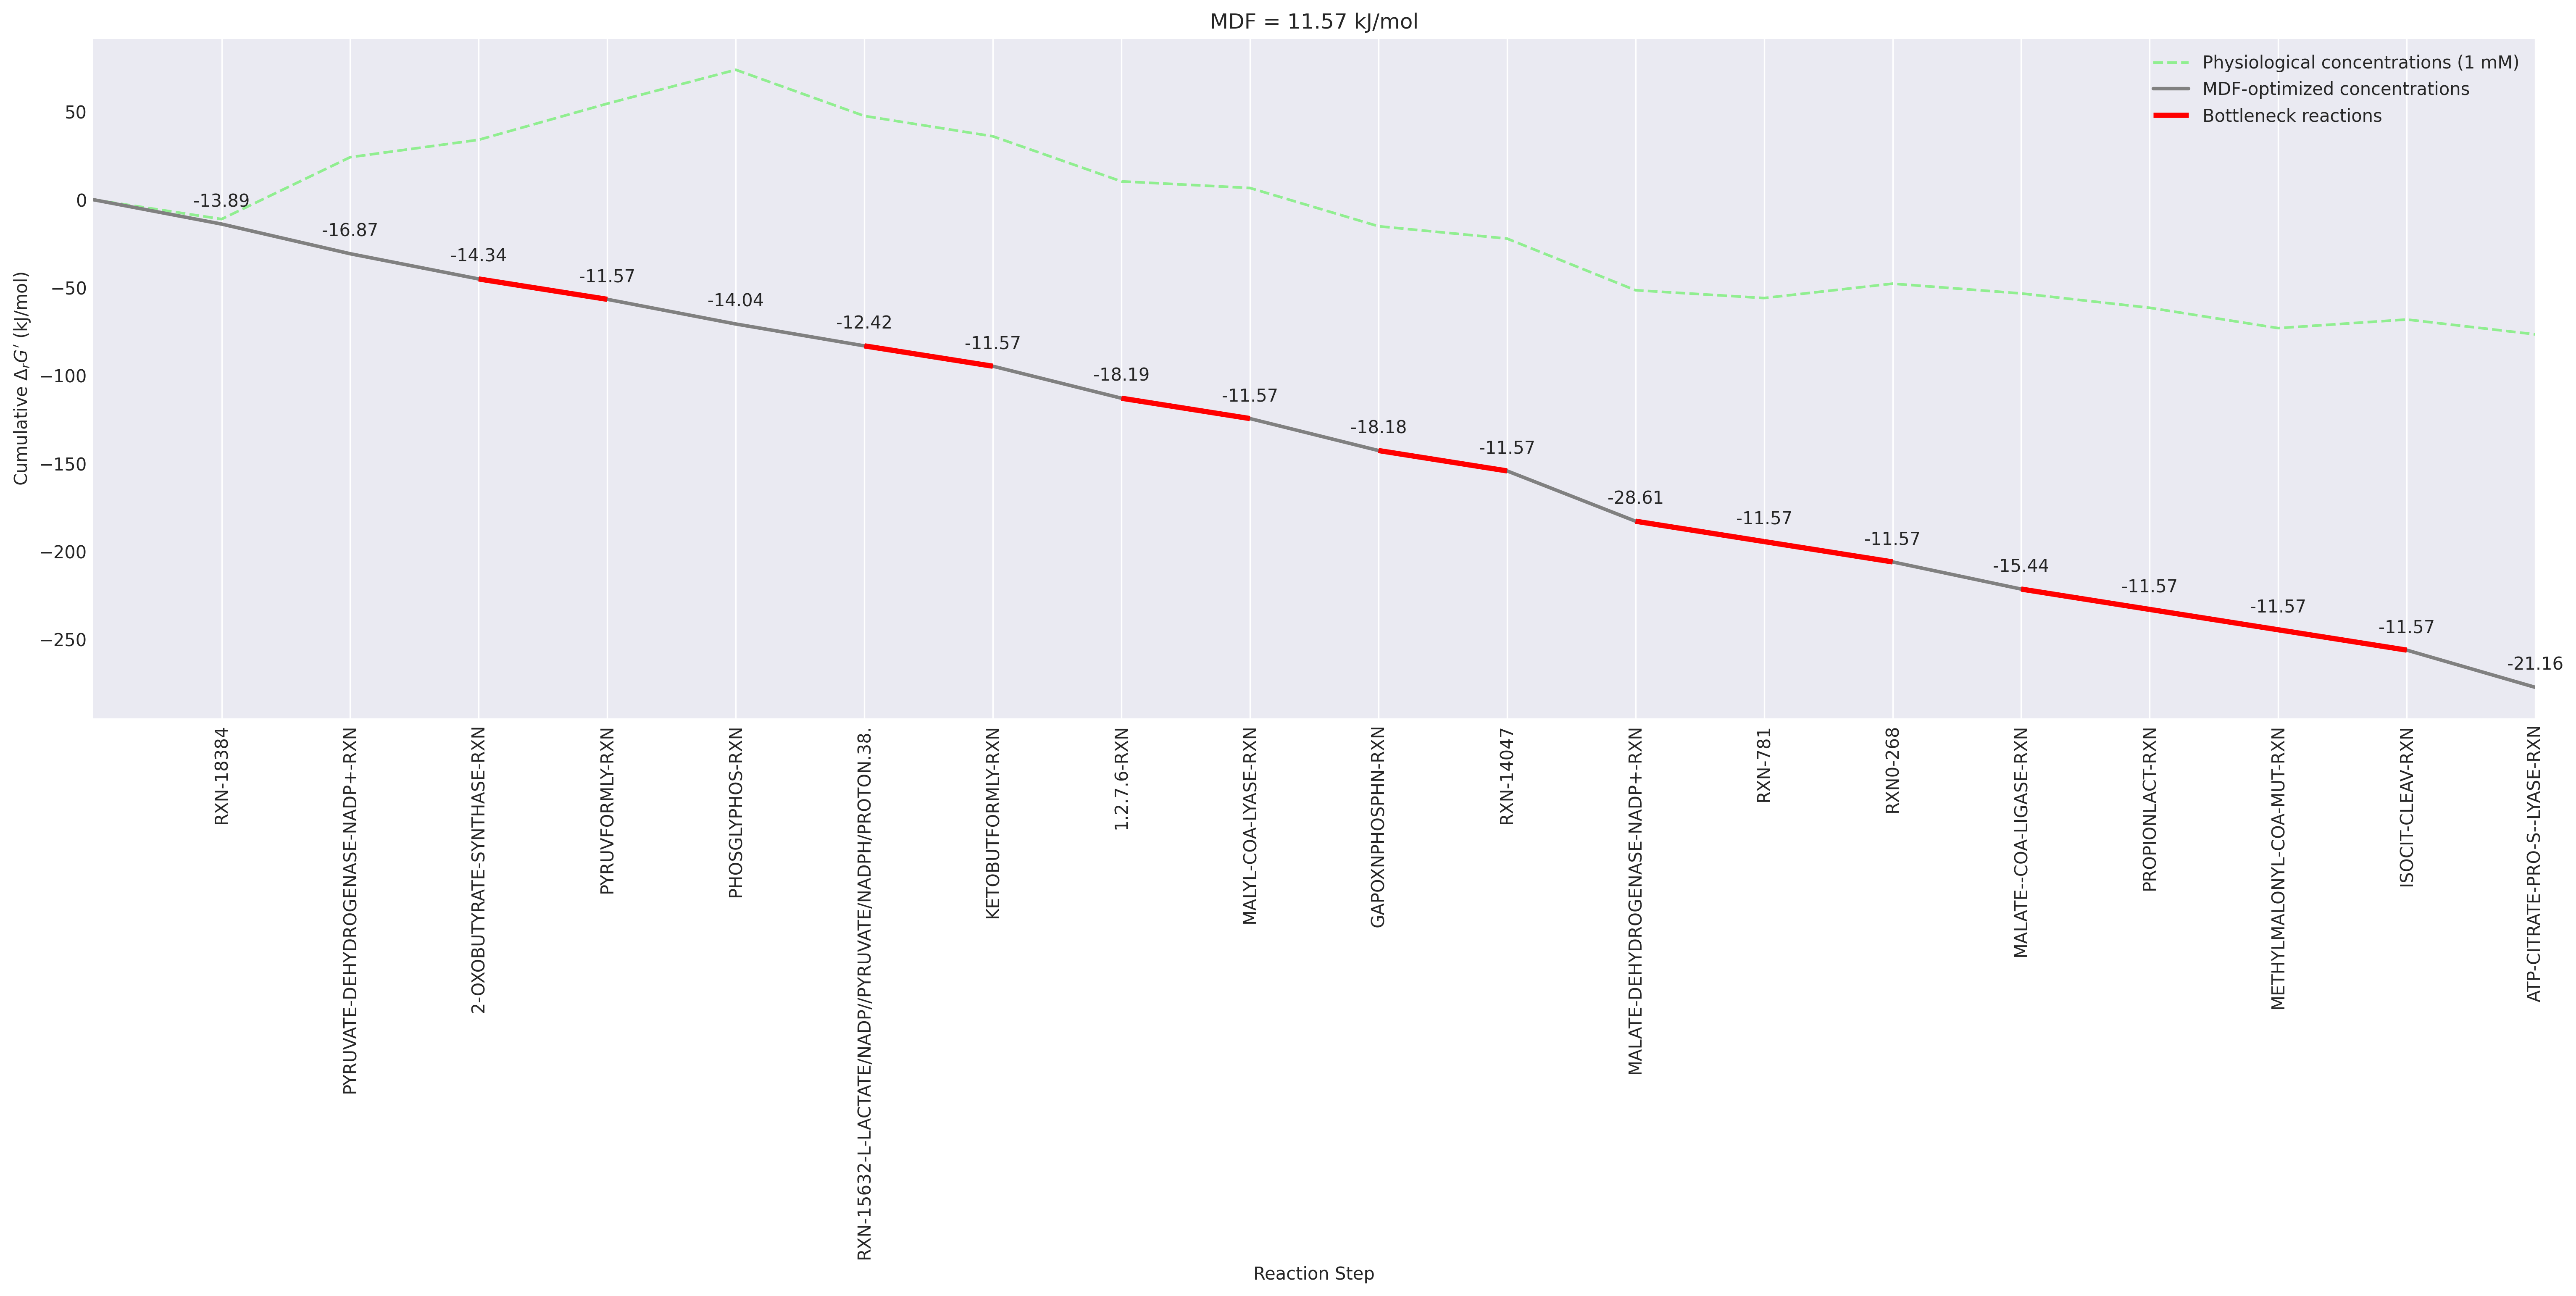 MDF = 11.57 kJ/mol
Physiological concentrations (1 mM)
MDF-optimized concentrations
Bottleneck reactions
Cumulative ΔrG′ (kJ/mol)
50
0
−50
−100
−150
−200
−250
-13.89
-16.87
-14.34
-11.57
-14.04
-12.42
-11.57
-18.19
-11.57
-18.18
-11.57
-28.61
-11.57
-11.57
-15.44
-11.57
-11.57
-11.57
-21.16
RXN-18384
PYRUVATE-DEHYDROGENASE-NADP+-RXN
2-OXOBUTYRATE-SYNTHASE-RXN
PYRUVFORMLY-RXN
PHOSGLYPHOS-RXN
RXN-15632-L-LACTATE/NADP//PYRUVATE/NADPH/PROTON.38.
KETOBUTFORMLY-RXN
1.2.7.6-RXN
MALYL-COA-LYASE-RXN
GAPOXNPHOSPHN-RXN
RXN-14047
MALATE-DEHYDROGENASE-NADP+-RXN
RXN-781
RXN0-268
MALATE--COA-LIGASE-RXN
PROPIONLACT-RXN
METHYLMALONYL-COA-MUT-RXN
ISOCIT-CLEAV-RXN
ATP-CITRATE-PRO-S--LYASE-RXN
Reaction Step